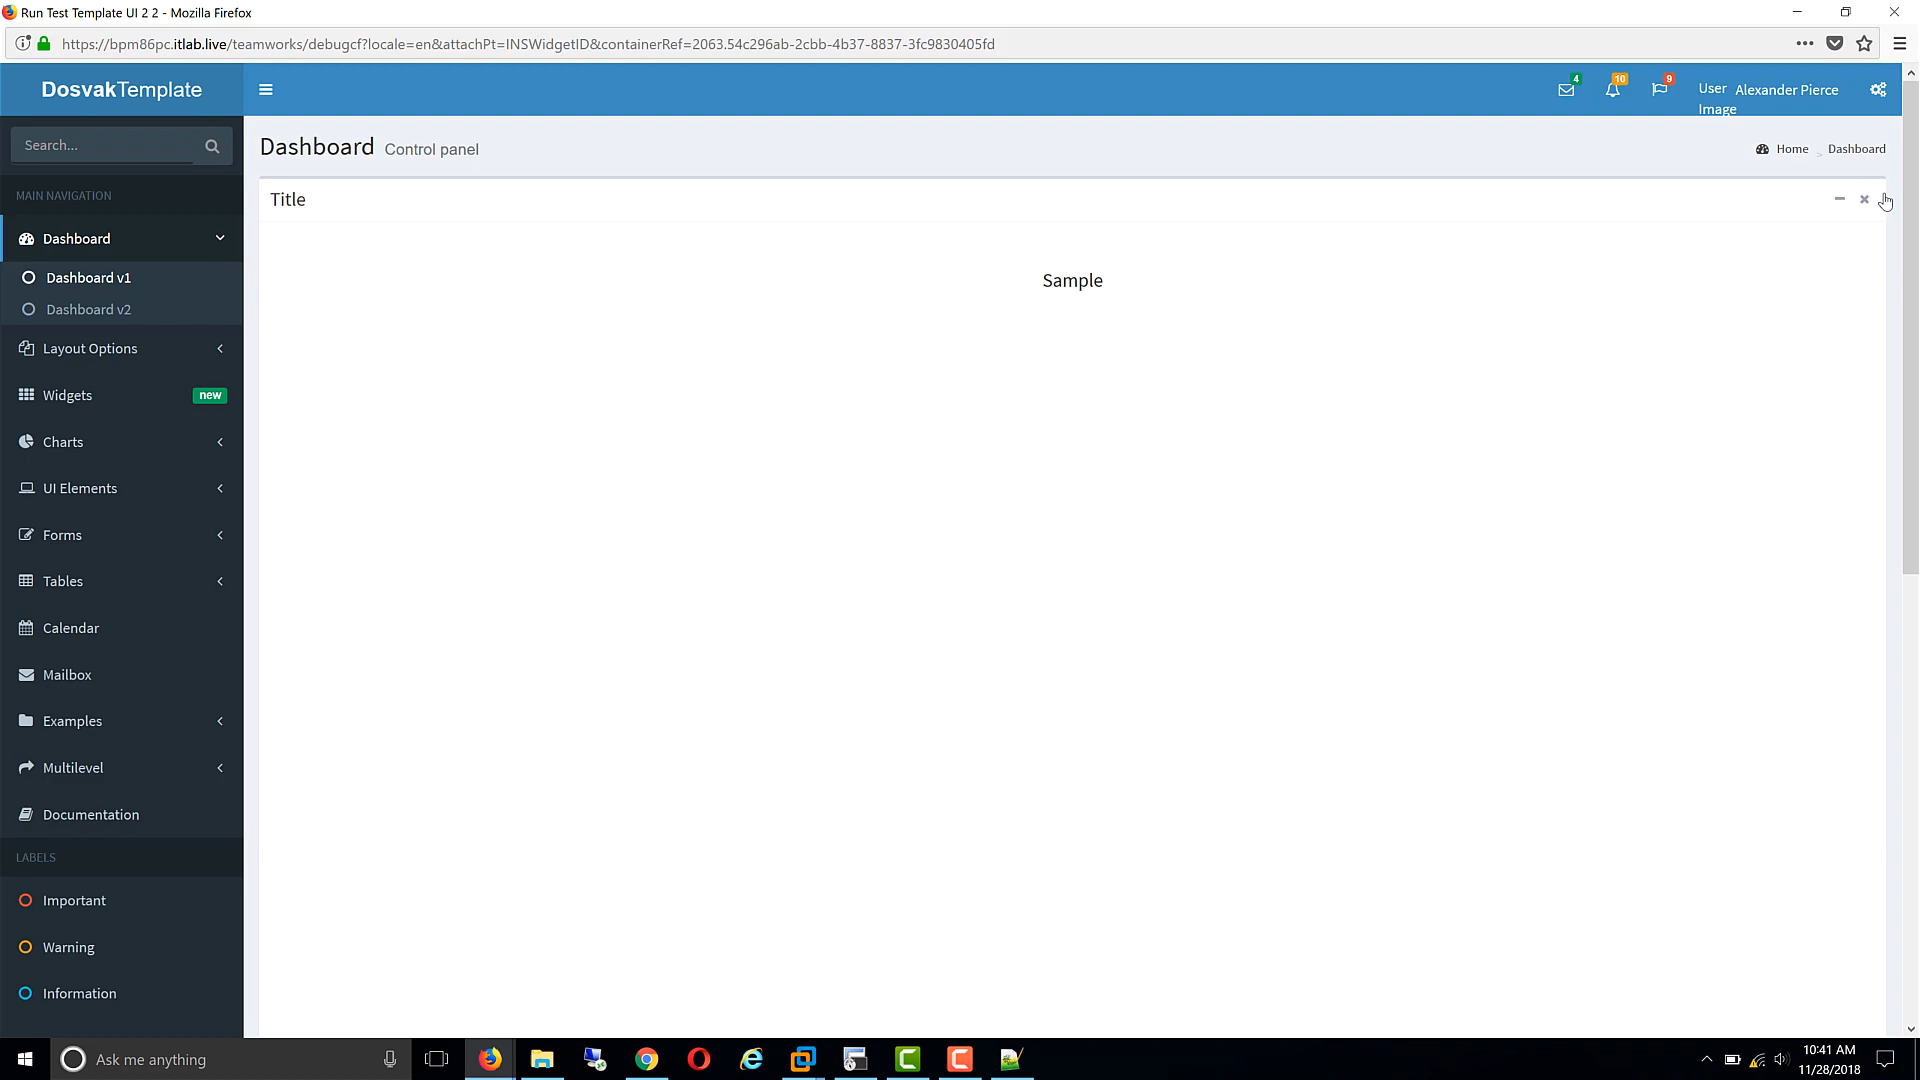 Run Test Template UI 2 2 - Mozilla Firefox
https://bpm86pc.itlab.live/teamworks/debugcf?locale=en&attachPt=INSWidgetID&containerRef=2063.54c296ab-2cbb-4b37-8837-3fc9830405fd
DosvakTemplate
4
10
9
User Image
Alexander Pierce
Search...
Dashboard Control panel
Home > Dashboard
MAIN NAVIGATION
Title
Dashboard
Dashboard v1
Sample
Dashboard v2
Layout Options
Widgets
new
Charts
UI Elements
Forms
Tables
Calendar
Mailbox
Examples
Multilevel
Documentation
LABELS
Important
Warning
Information
Ask me anything
10:41 AM
11/28/2018